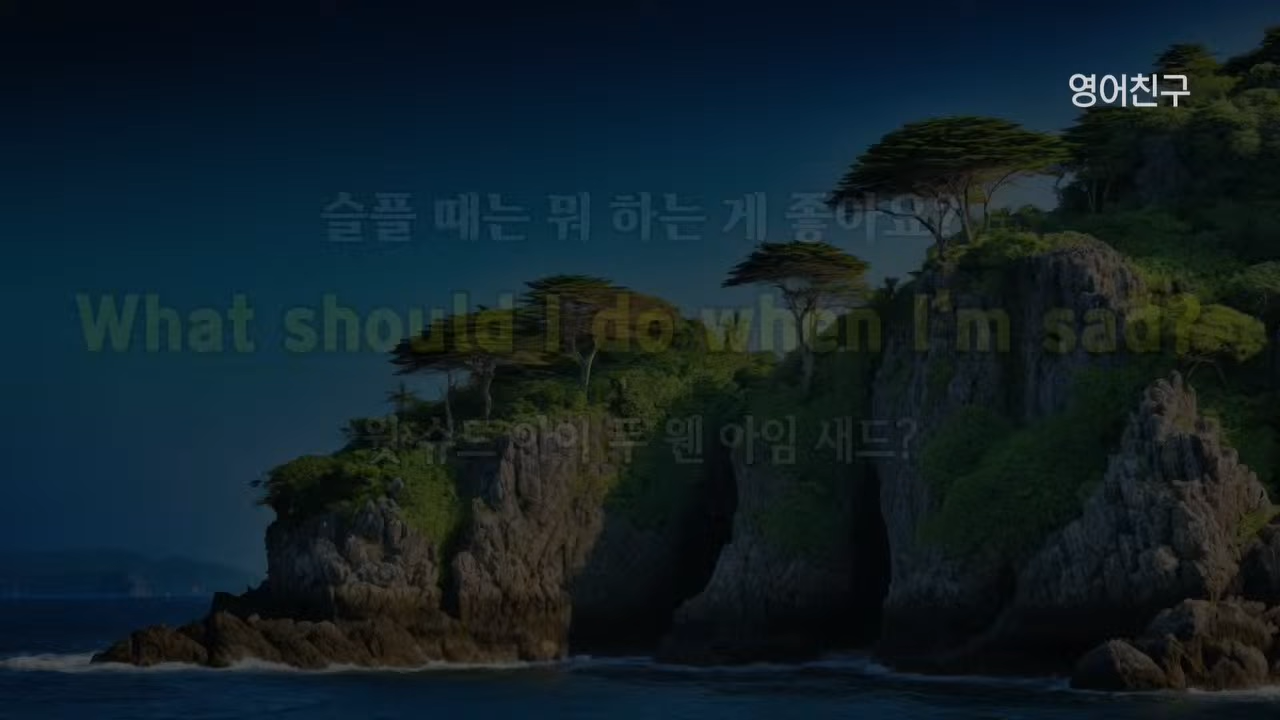 영어친구
슬플 때는 뭐 하는 게 좋아요?
What should I do when I'm sad?
왓 슈드 아이 두 웬 아임 새드?